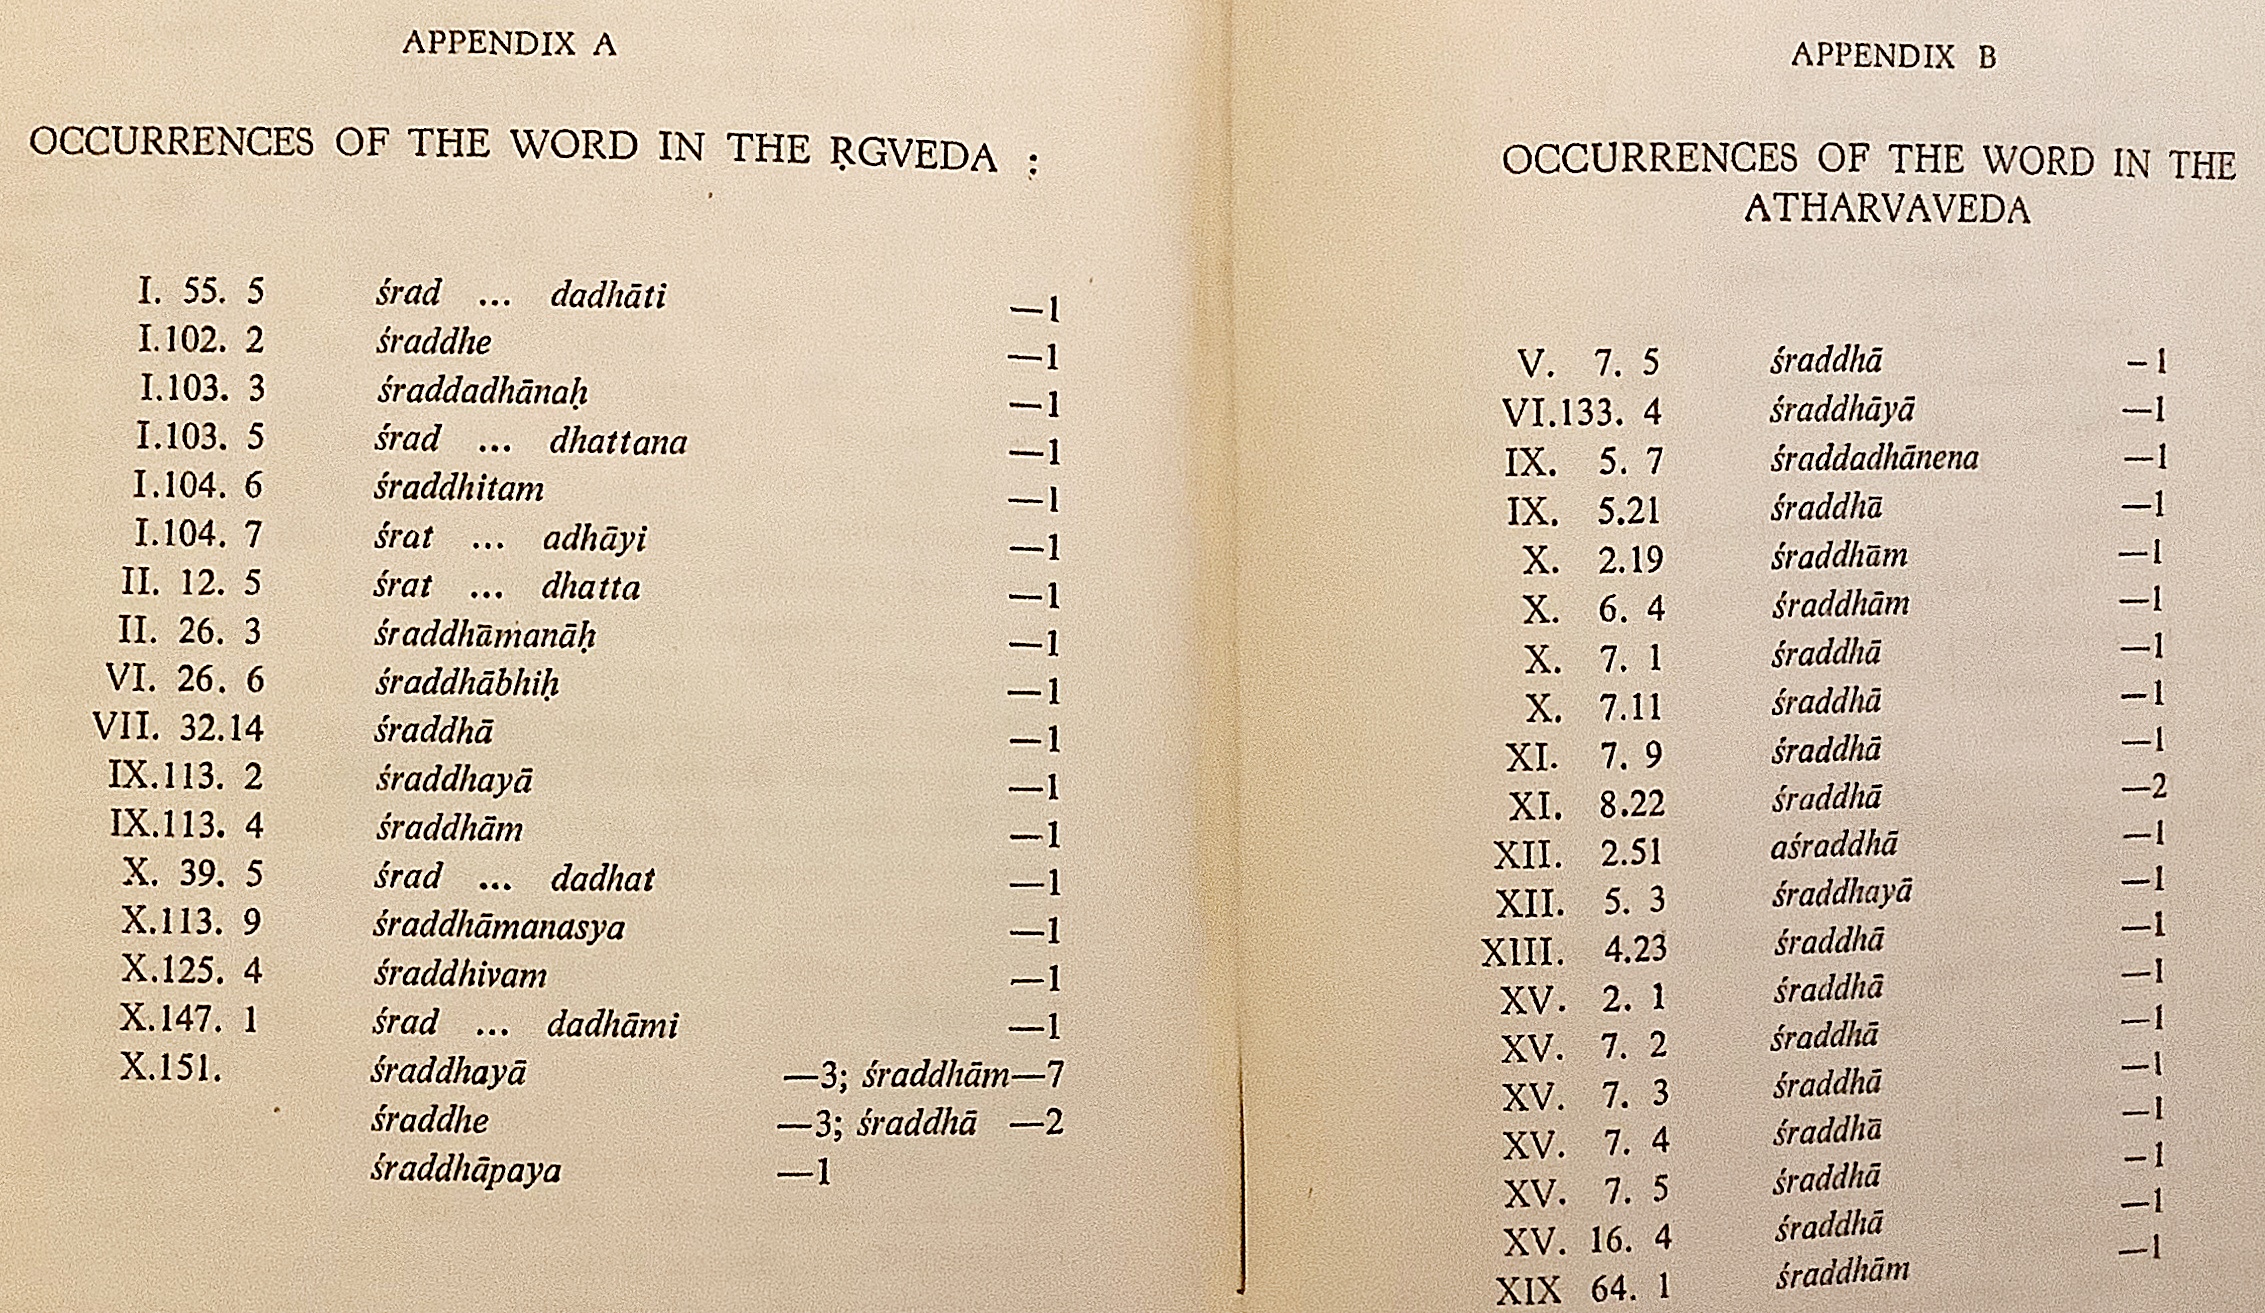 APPENDIX A
OCCURRENCES OF THE WORD IN THE ṚGVEDA :
I. 55. 5 śrad ... dadhāti —1
I.102. 2 śraddhe —1
I.103. 3 śraddadhānaḥ —1
I.103. 5 śrad ... dhattana —1
I.104. 6 śraddhitam —1
I.104. 7 śrat ... adhāyi —1
II. 12. 5 śrat ... dhatta —1
II. 26. 3 śraddhāmanāḥ —1
VI. 26. 6 śraddhābhiḥ —1
VII. 32.14 śraddhā —1
IX.113. 2 śraddhayā —1
IX.113. 4 śraddhām —1
X. 39. 5 śrad ... dadhat —1
X.113. 9 śraddhāmanasya —1
X.125. 4 śraddhivam —1
X.147. 1 śrad ... dadhāmi —1
X.151. śraddhayā —3; śraddhām—7
śraddhe —3; śraddhā —2
śraddhāpaya —1
APPENDIX B
OCCURRENCES OF THE WORD IN THE
ATHARVAVEDA
V. 7. 5 śraddhā —1
VI.133. 4 śraddhāyā —1
IX. 5. 7 śraddadhānena —1
IX. 5.21 śraddhā —1
X. 2.19 śraddhām —1
X. 6. 4 śraddhām —1
X. 7. 1 śraddhā —1
X. 7.11 śraddhā —1
XI. 7. 9 śraddhā —1
XI. 8.22 śraddhā —2
XII. 2.51 aśraddhā —1
XII. 5. 3 śraddhayā —1
XIII. 4.23 śraddhā —1
XV. 2. 1 śraddhā —1
XV. 7. 2 śraddhā —1
XV. 7. 3 śraddhā —1
XV. 7. 4 śraddhā —1
XV. 7. 5 śraddhā —1
XV. 16. 4 śraddhā —1
XIX 64. 1 śraddhām —1